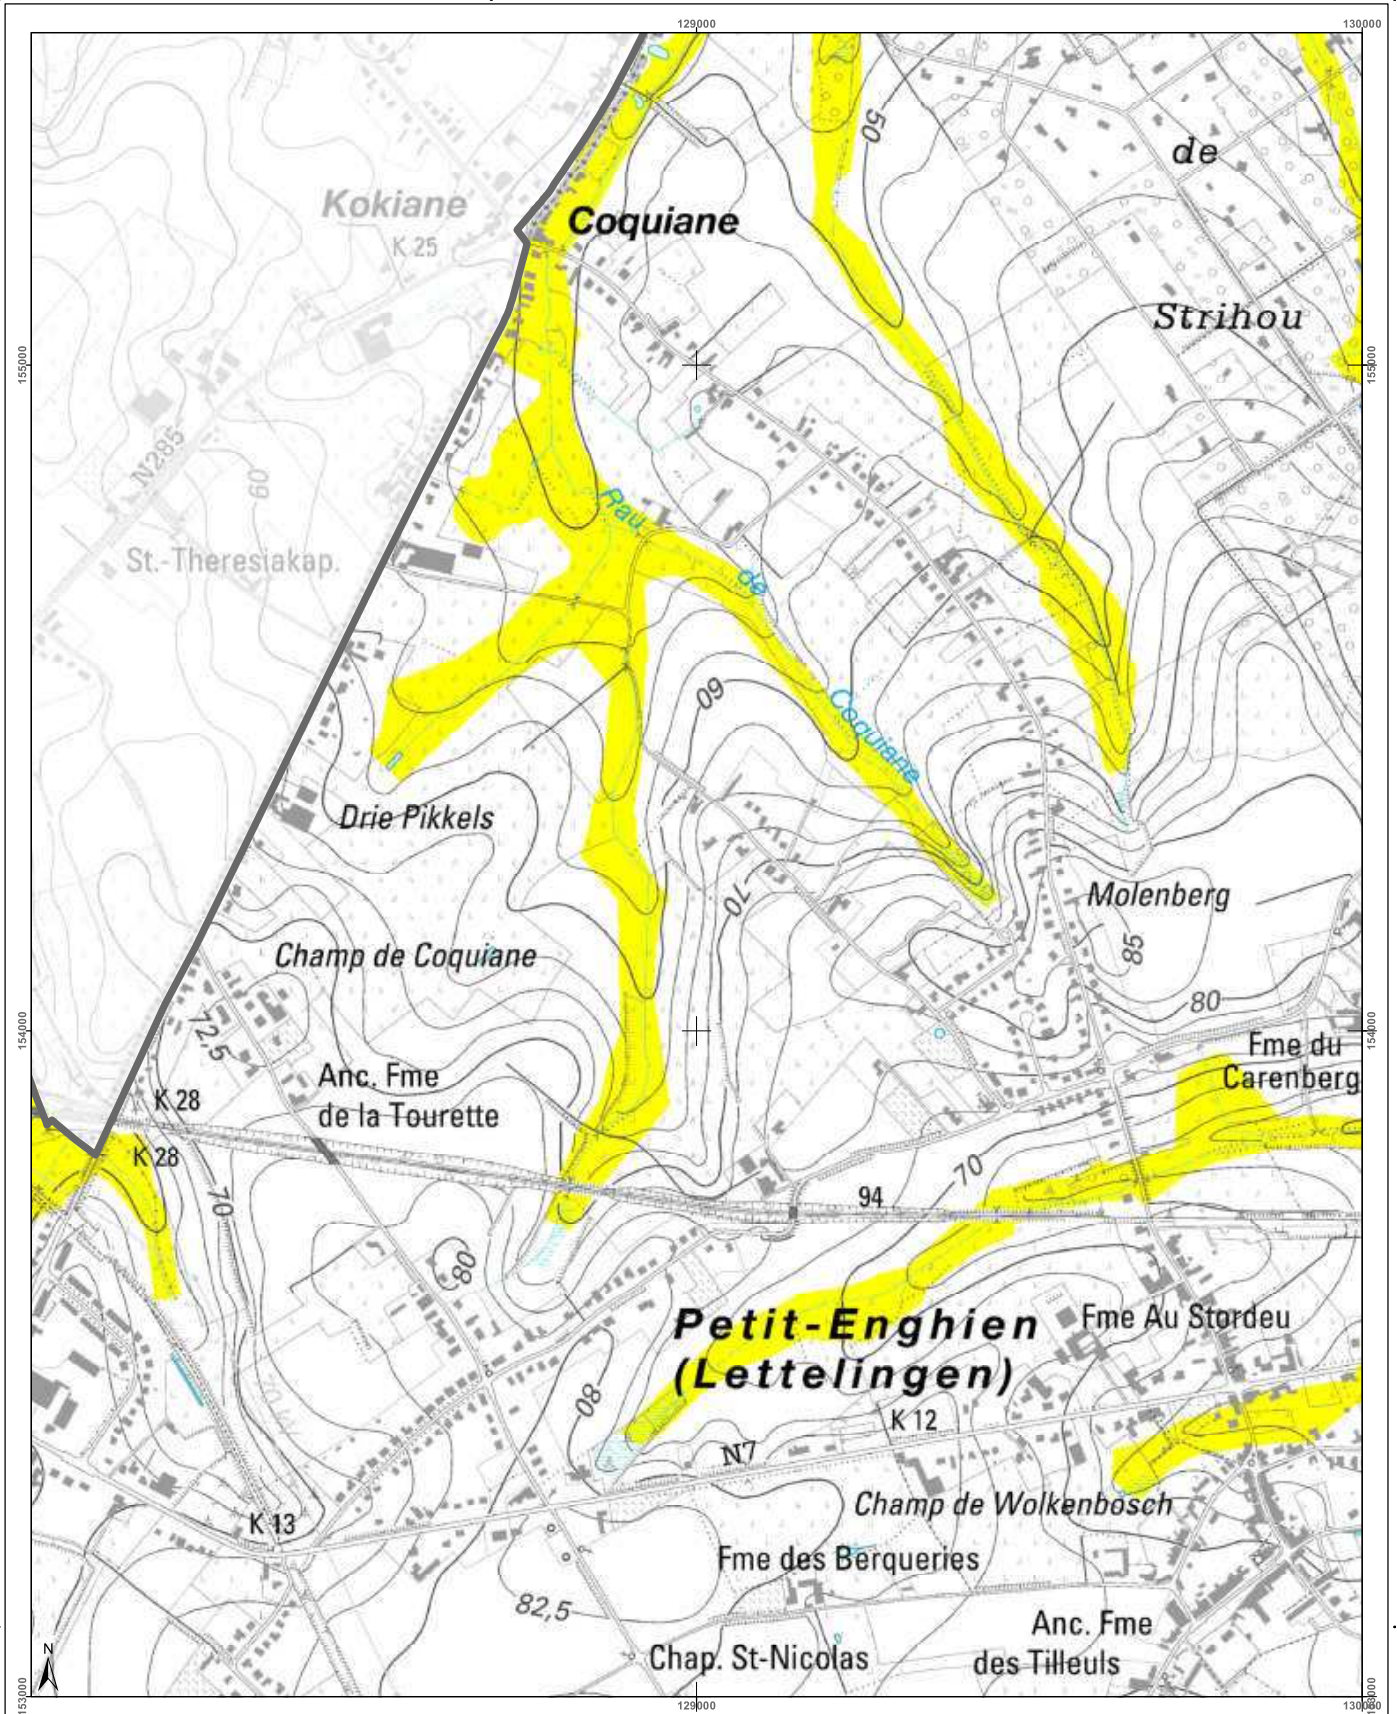 129000
130000
50
de
Kokiane
Coquiane
K 25
Strihou
155000
155000
N285
60
Rau
St.-Theresiakap.
de
60
Coquiane
Drie Pikkels
70
Molenberg
Champ de Coquiane
85
80
72,5
154000
154000
Fme du
Carenberg
Anc. Fme
de la Tourette
K 28
K 28
70
70
94
80
Petit-Enghien
(Lettelingen)
Fme Au Stordeu
80
K 12
N7
Champ de Wolkenbosch
K 13
Fme des Berqueries
82,5
Anc. Fme
des Tilleuls
Chap. St-Nicolas
N
153000
153000
129000
130000